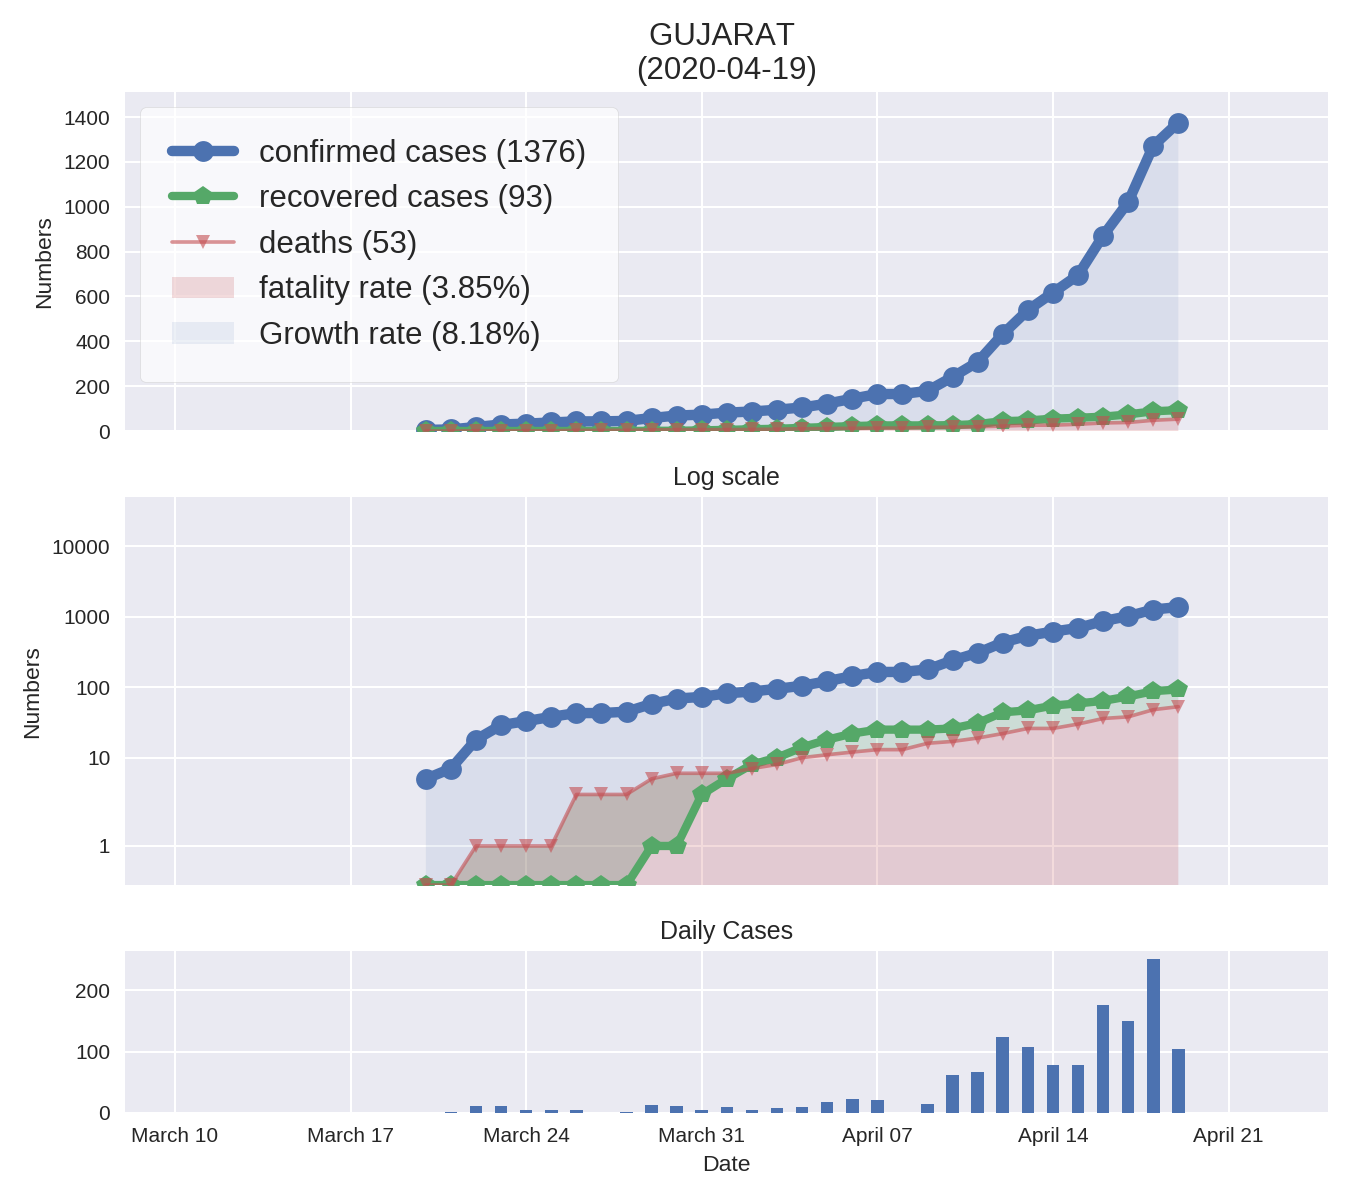 GUJARAT
(2020-04-19)
1400
1200
1000
800
600
400
200
0
Numbers
confirmed cases (1376)
recovered cases (93)
deaths (53)
fatality rate (3.85%)
Growth rate (8.18%)
Log scale
10000
1000
100
10
1
Numbers
Daily Cases
200
100
0
March 10 March 17 March 24 March 31 April 07 April 14 April 21
Date